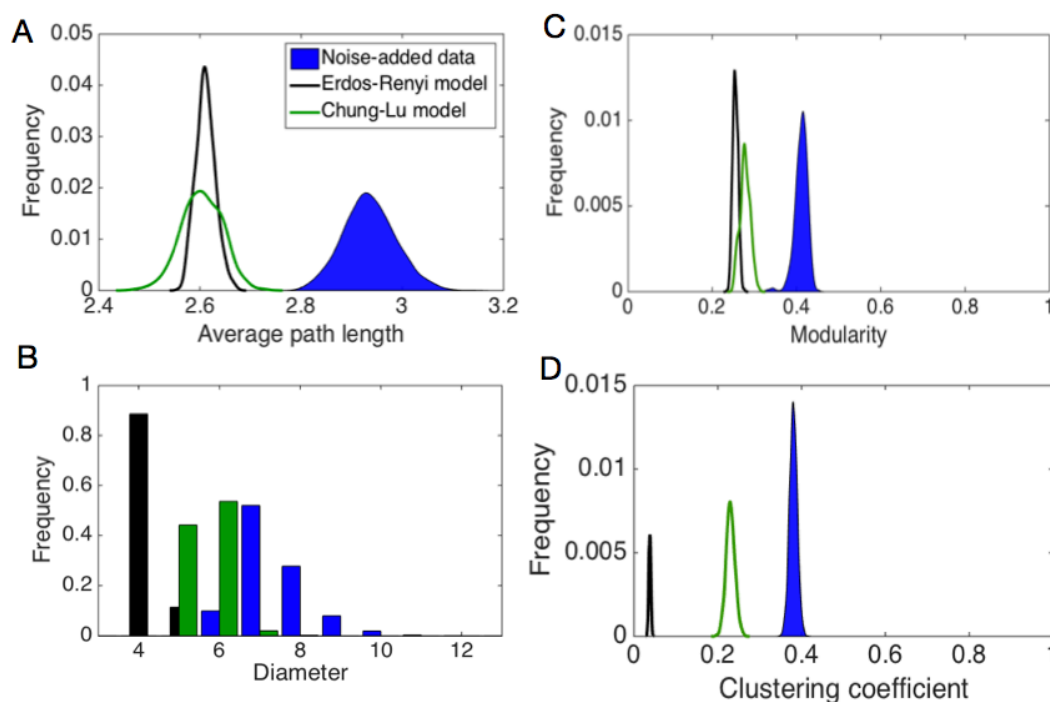 A
Frequency
0.05
0.04
0.03
0.02
0.01
0
2.4 2.6 2.8 3 3.2
Average path length
Noise-added data
Erdos-Renyi model
Chung-Lu model
C
Frequency
0.015
0.01
0.005
0
0 0.2 0.4 0.6 0.8 1
Modularity
B
Frequency
1
0.8
0.6
0.4
0.2
0
4 6 8 10 12
Diameter
D
Frequency
0.015
0.01
0.005
0
0 0.2 0.4 0.6 0.8 1
Clustering coefficient